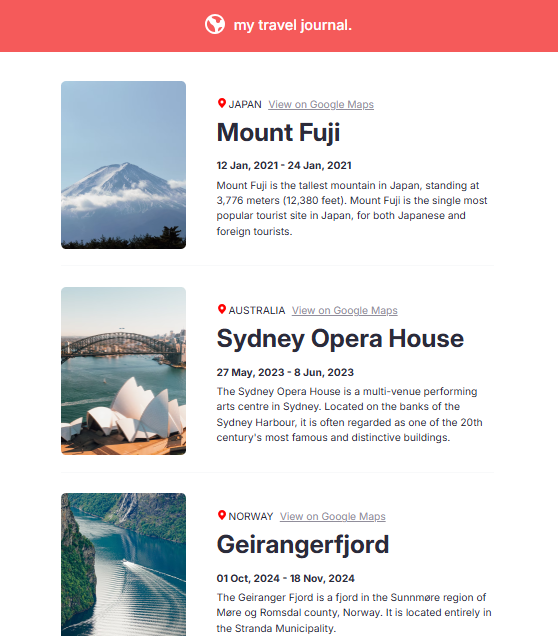 my travel journal.
JAPAN View on Google Maps
Mount Fuji
12 Jan, 2021 - 24 Jan, 2021
Mount Fuji is the tallest mountain in Japan, standing at
3,776 meters (12,380 feet). Mount Fuji is the single most
popular tourist site in Japan, for both Japanese and
foreign tourists.
AUSTRALIA View on Google Maps
Sydney Opera House
27 May, 2023 - 8 Jun, 2023
The Sydney Opera House is a multi-venue performing
arts centre in Sydney. Located on the banks of the
Sydney Harbour, it is often regarded as one of the 20th
century's most famous and distinctive buildings.
NORWAY View on Google Maps
Geirangerfjord
01 Oct, 2024 - 18 Nov, 2024
The Geiranger Fjord is a fjord in the Sunnmøre region of
Møre og Romsdal county, Norway. It is located entirely in
the Stranda Municipality.